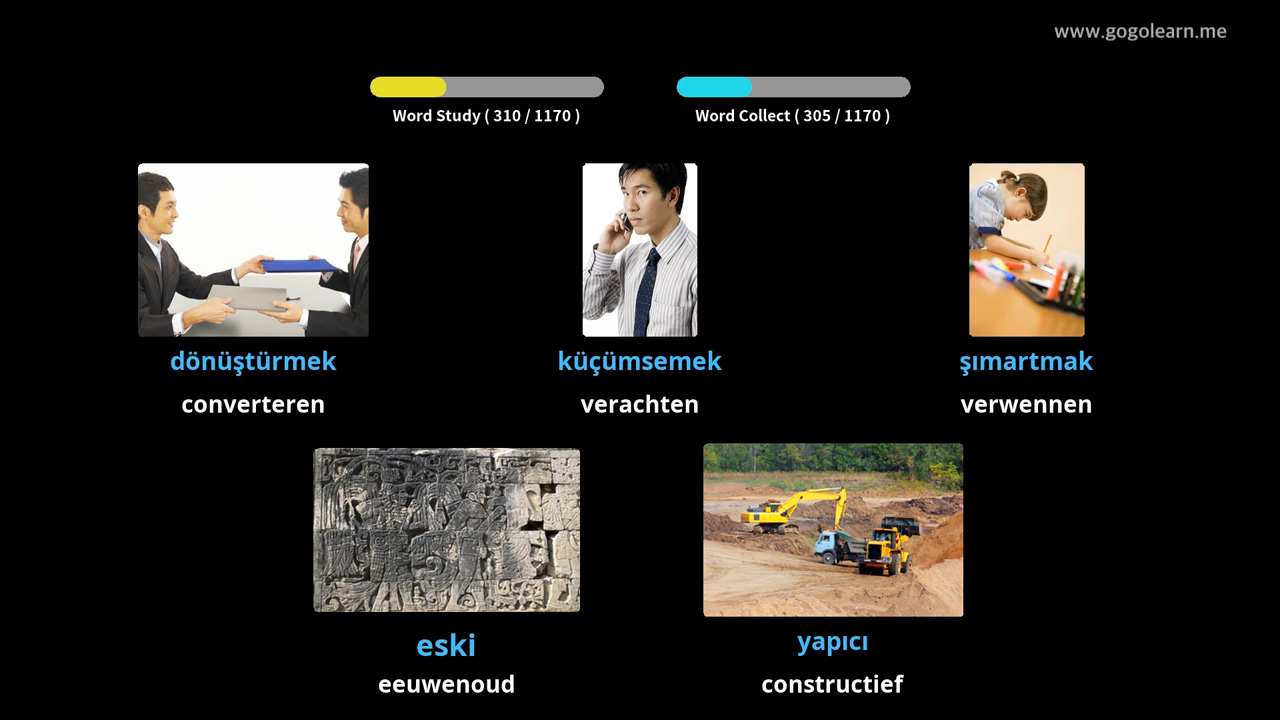 www.gogolearn.me
Word Study ( 310 / 1170 )
Word Collect ( 305 / 1170 )
dönüştürmek
converteren
küçümsemek
verachten
şımartmak
verwennen
eski
eeuwenoud
yapıcı
constructief